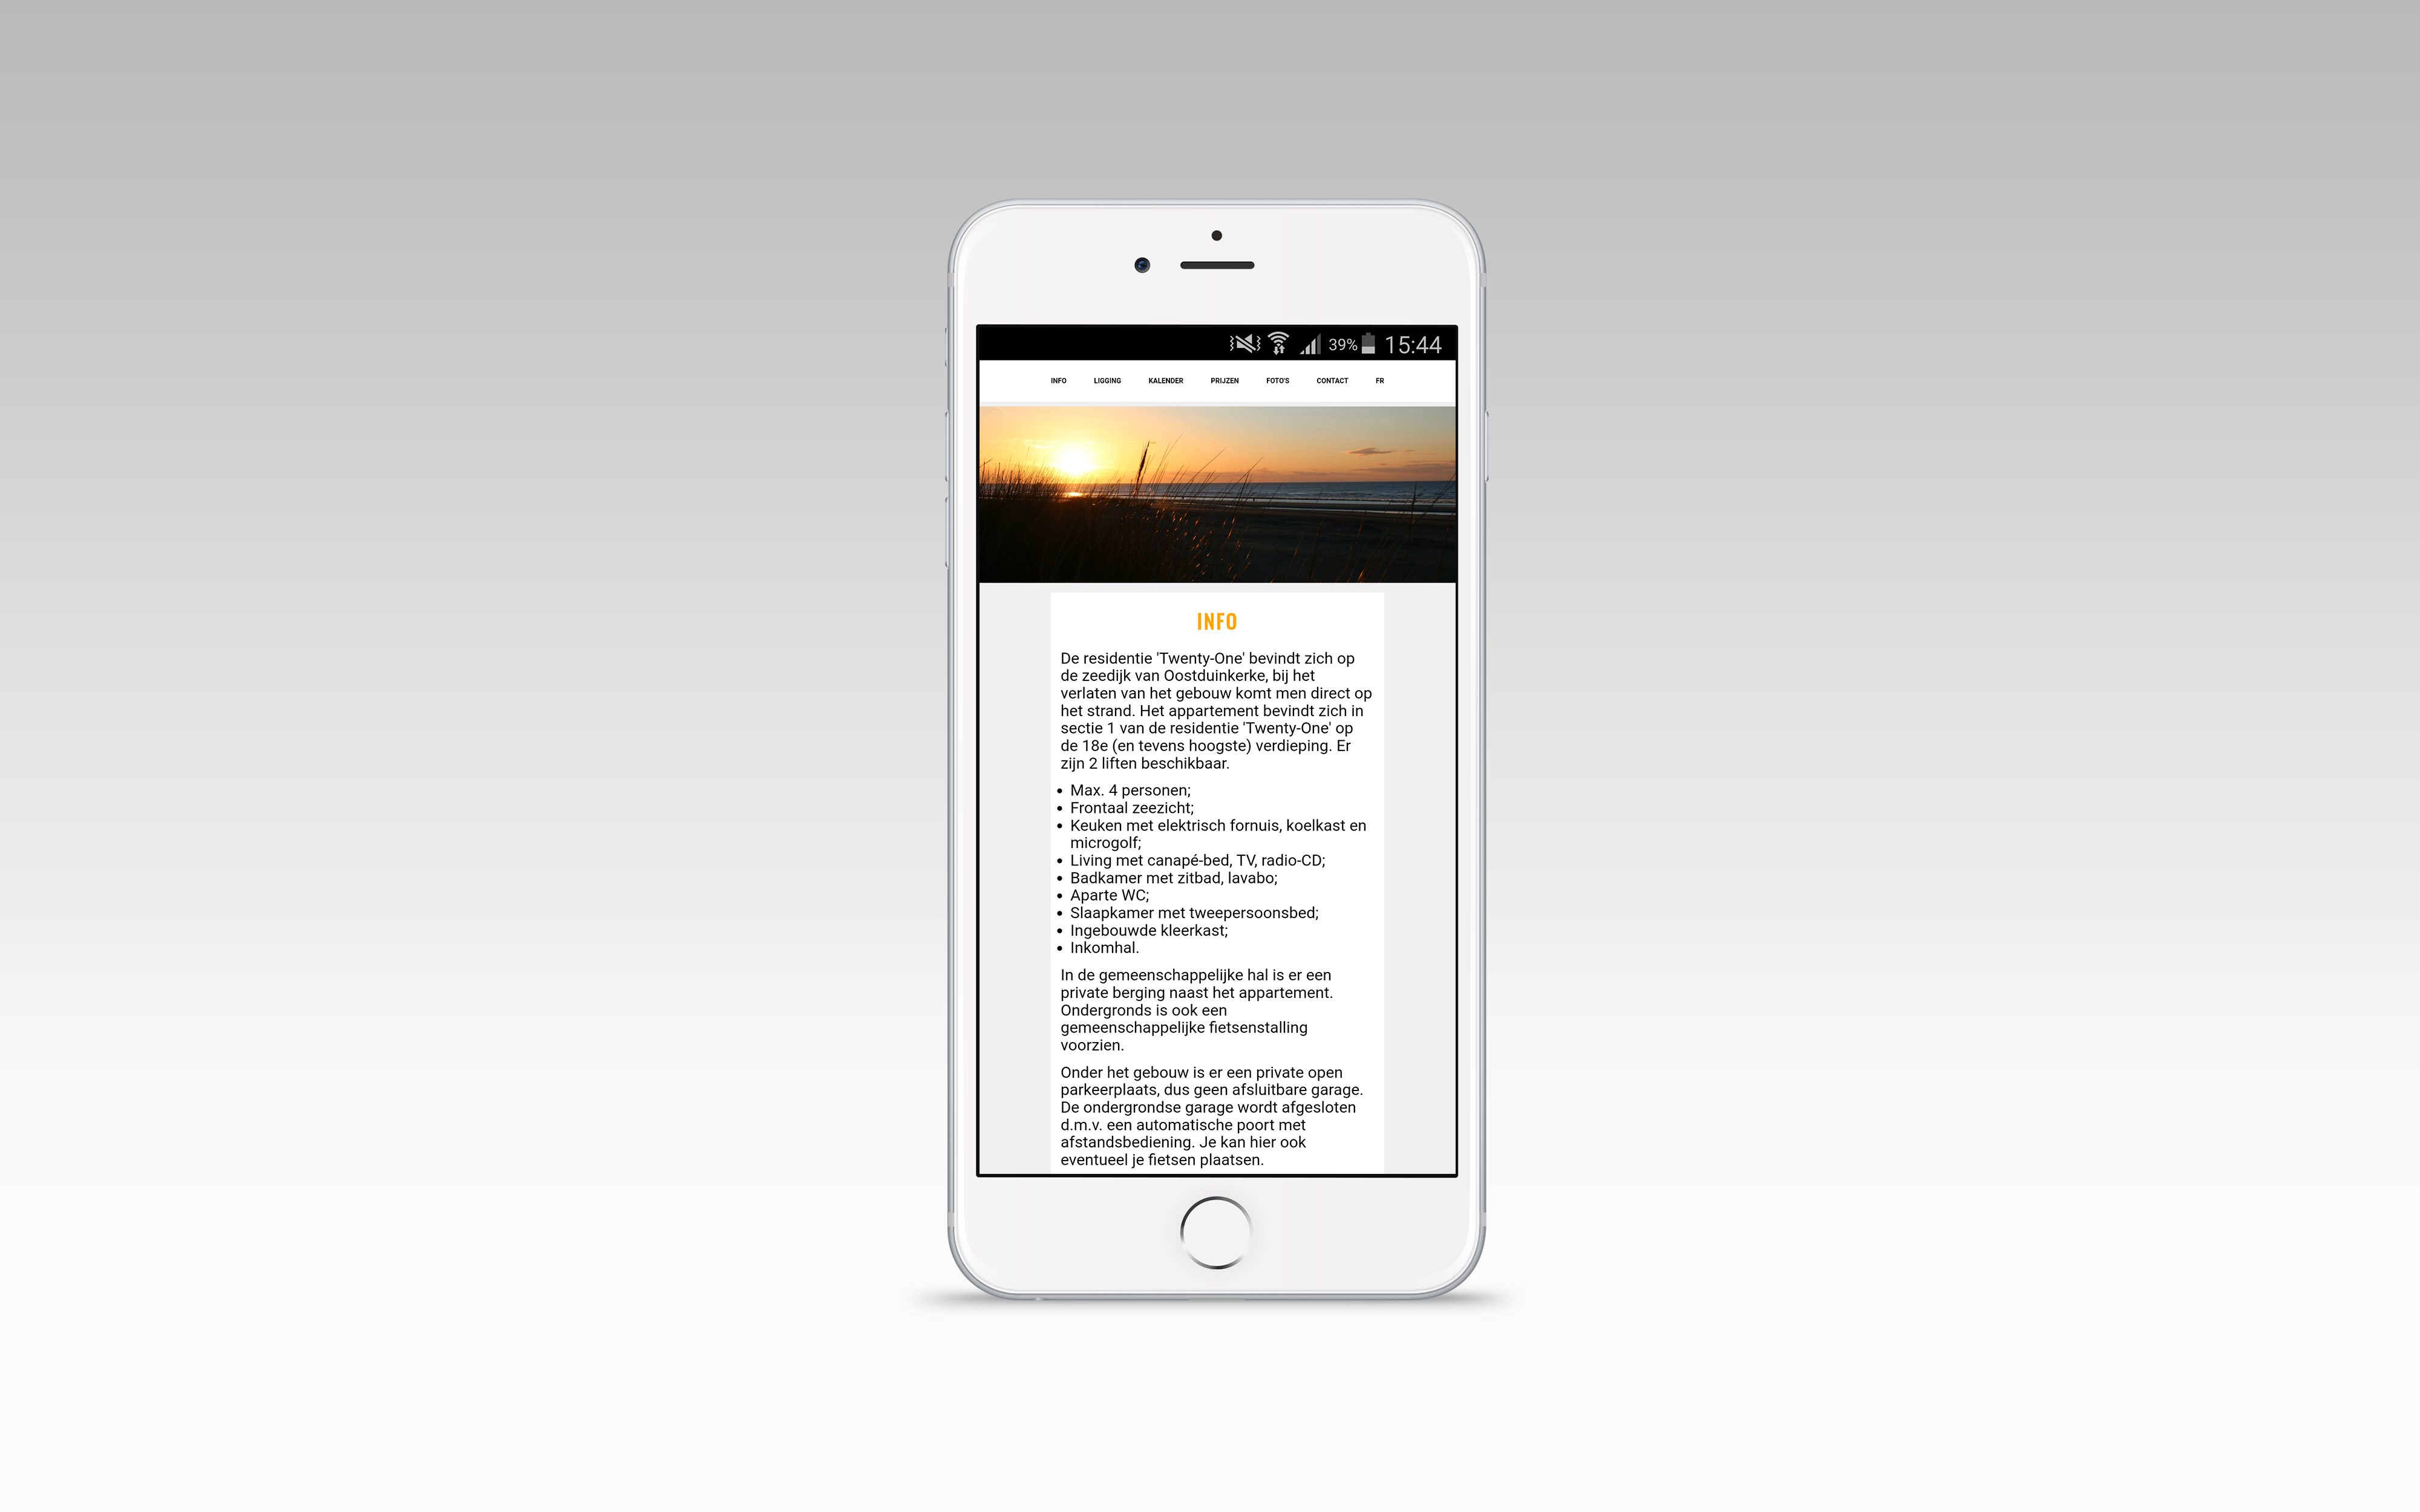 39% 15:44
INFO LIGGING KALENDER PRIJZEN FOTO'S CONTACT FR
INFO
De residentie 'Twenty-One' bevindt zich op
de zeedijk van Oostduinkerke, bij het
verlaten van het gebouw komt men direct op
het strand. Het appartement bevindt zich in
sectie 1 van de residentie 'Twenty-One' op
de 18e (en tevens hoogste) verdieping. Er
zijn 2 liften beschikbaar.
• Max. 4 personen;
• Frontaal zeezicht;
• Keuken met elektrisch fornuis, koelkast en
microgolf;
• Living met canapé-bed, TV, radio-CD;
• Badkamer met zitbad, lavabo;
• Aparte WC;
• Slaapkamer met tweepersoonsbed;
• Ingebouwde kleerkast;
• Inkomhal.
In de gemeenschappelijke hal is er een
private berging naast het appartement.
Ondergronds is ook een
gemeenschappelijke fietsenstalling
voorzien.
Onder het gebouw is er een private open
parkeerplaats, dus geen afsluitbare garage.
De ondergrondse garage wordt afgesloten
d.m.v. een automatische poort met
afstandsbediening. Je kan hier ook
eventueel je fietsen plaatsen.